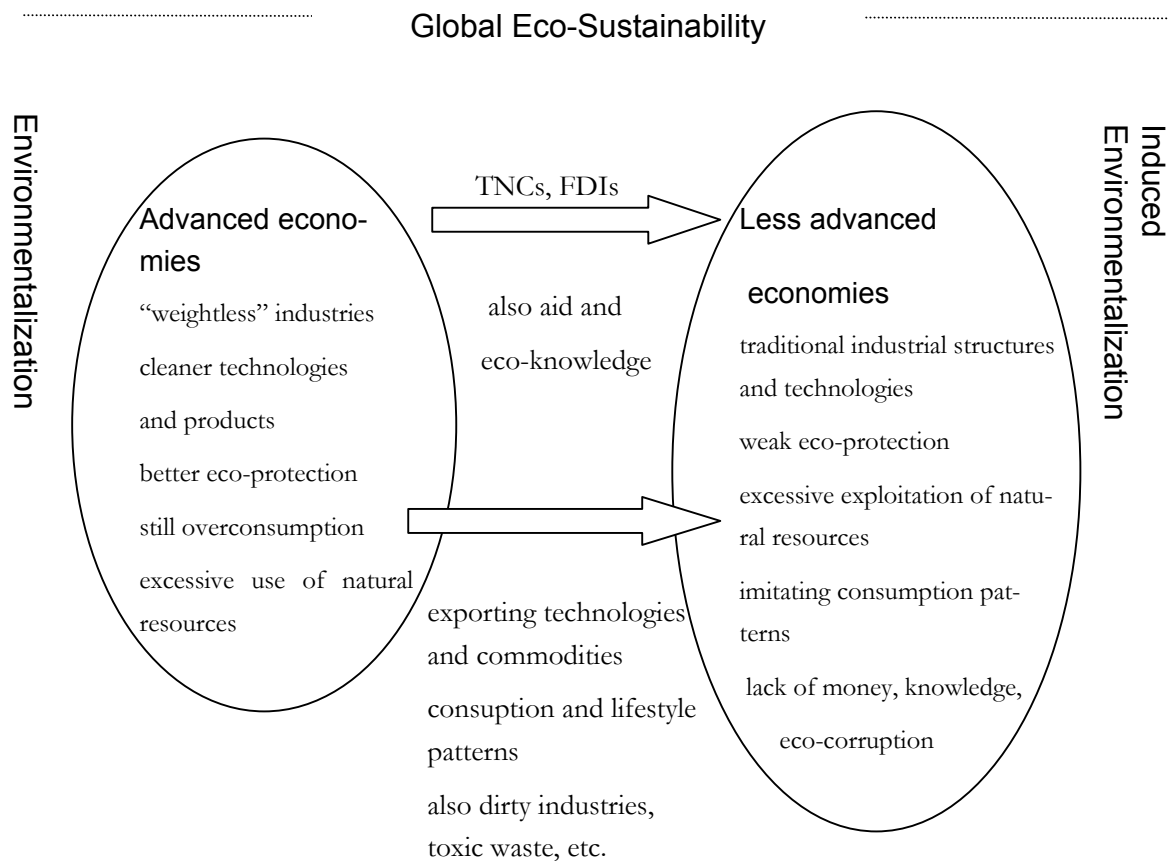 Global Eco-Sustainability
Environmentalization
Advanced econo-
mies
“weightless” industries
cleaner technologies
and products
better eco-protection
still overconsumption
excessive use of natural
resources
TNCs, FDIs
also aid and
eco-knowledge
exporting technologies
and commodities
consuption and lifestyle
patterns
also dirty industries,
toxic waste, etc.
Less advanced
economies
traditional industrial structures
and technologies
weak eco-protection
excessive exploitation of natu-
ral resources
imitating consumption pat-
terns
lack of money, knowledge,
eco-corruption
Induced
Environmentalization